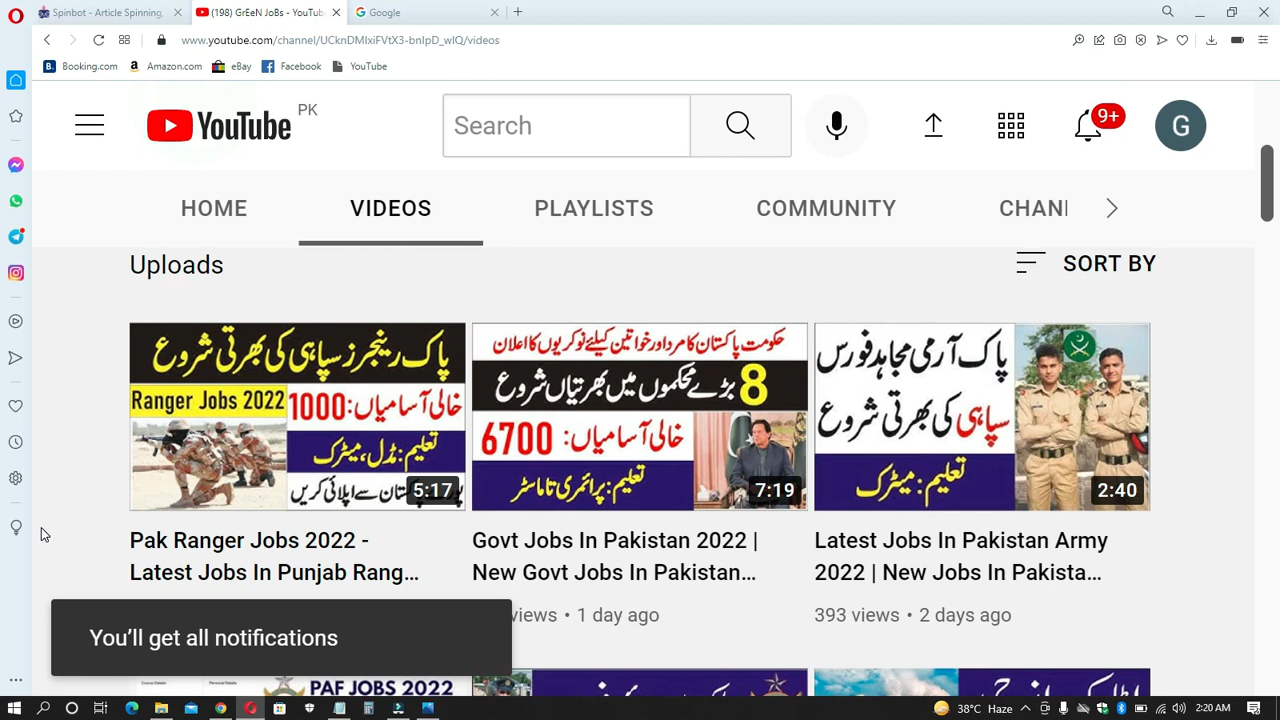 Spinbot - Article Spinning,
(198) GrEeN JoBs - YouTub
Google
www.youtube.com/channel/UCknDMIxiFVtX3-bnIpD_wIQ/videos
Booking.com
Amazon.com
eBay
Facebook
YouTube
YouTube PK
Search
9+
G
HOME
VIDEOS
PLAYLISTS
COMMUNITY
CHANI
Uploads
SORT BY
پاک رینجرز سپاہی کی بھرتی شروع
Ranger Jobs 2022
خالی آسامیاں: 1000
تعلیم: مڈل، میٹرک
پورے پاکستان سے اپلائی کریں
5:17
حکومت پاکستان کا مرد اور خواتین کیلئے نوکریوں کا اعلان
8 بڑے محکموں میں بھرتیاں شروع
خالی آسامیاں: 6700
تعلیم: پرائمری تا ماسٹر
7:19
پاک آرمی مجاہد فورس
سپاہی کی بھرتی شروع
تعلیم: میٹرک
2:40
Pak Ranger Jobs 2022 -
Latest Jobs In Punjab Rang...
Govt Jobs In Pakistan 2022 |
New Govt Jobs In Pakistan...
views • 1 day ago
Latest Jobs In Pakistan Army
2022 | New Jobs In Pakista...
393 views • 2 days ago
You'll get all notifications
PAF JOBS 2022
38°C Haze
2:20 AM